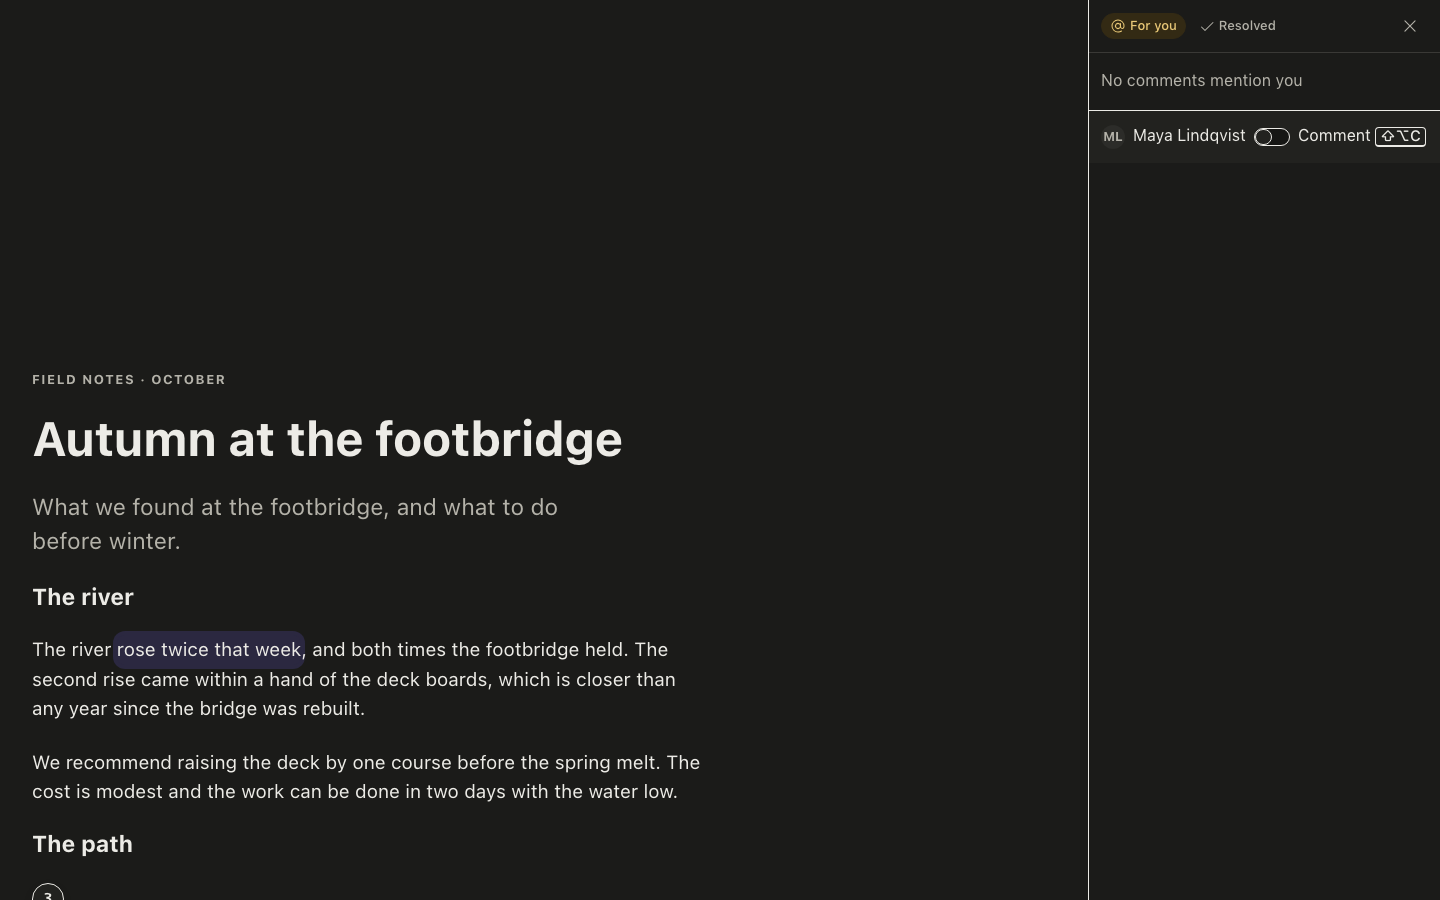 For you
Resolved
No comments mention you
ML Maya Lindqvist Comment ⇧⌥C
FIELD NOTES · OCTOBER
Autumn at the footbridge
What we found at the footbridge, and what to do
before winter.
The river
The river rose twice that week, and both times the footbridge held. The
second rise came within a hand of the deck boards, which is closer than
any year since the bridge was rebuilt.
We recommend raising the deck by one course before the spring melt. The
cost is modest and the work can be done in two days with the water low.
The path
3